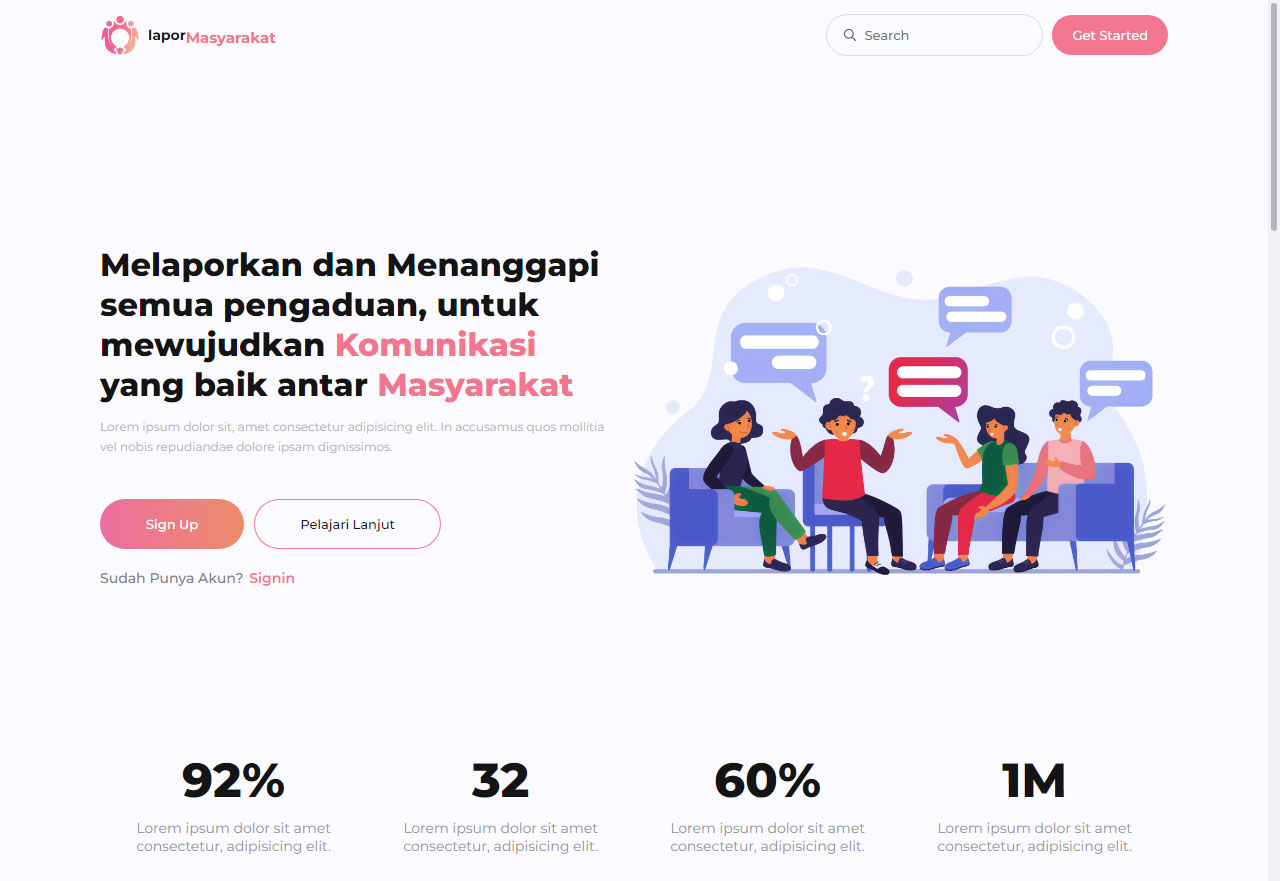 laporMasyarakat
Search
Get Started
Melaporkan dan Menanggapi
semua pengaduan, untuk
mewujudkan Komunikasi
yang baik antar Masyarakat
Lorem ipsum dolor sit, amet consectetur adipisicing elit. In accusamus quos mollitia
vel nobis repudiandae dolore ipsam dignissimos.
Sign Up
Pelajari Lanjut
Sudah Punya Akun? Signin
?
92%
Lorem ipsum dolor sit amet
consectetur, adipisicing elit.
32
Lorem ipsum dolor sit amet
consectetur, adipisicing elit.
60%
Lorem ipsum dolor sit amet
consectetur, adipisicing elit.
1M
Lorem ipsum dolor sit amet
consectetur, adipisicing elit.